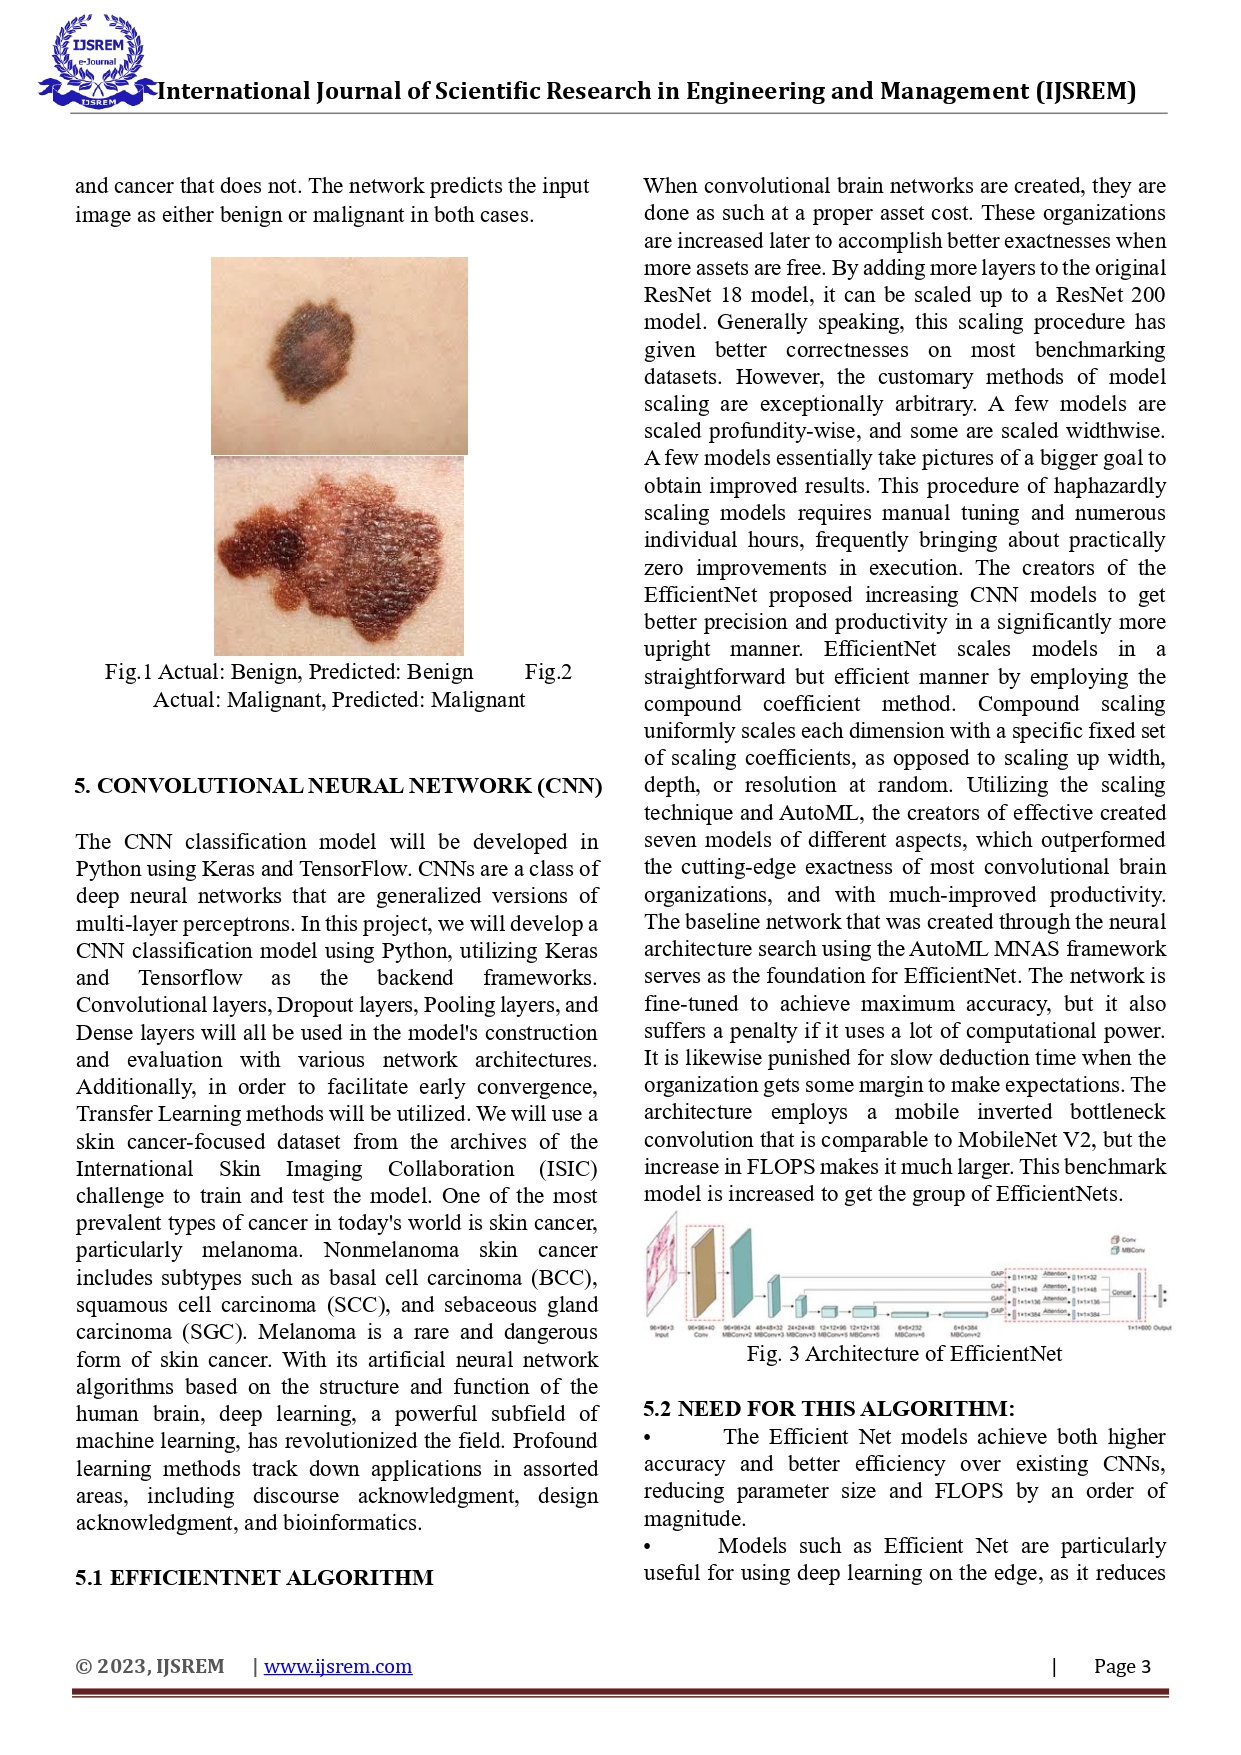 IJSREM
e-Journal
IJSREM
International Journal of Scientific Research in Engineering and Management (IJSREM)
and cancer that does not. The network predicts the input
image as either benign or malignant in both cases.
Fig.1 Actual: Benign, Predicted: Benign Fig.2
Actual: Malignant, Predicted: Malignant
5. CONVOLUTIONAL NEURAL NETWORK (CNN)
The CNN classification model will be developed in
Python using Keras and TensorFlow. CNNs are a class of
deep neural networks that are generalized versions of
multi-layer perceptrons. In this project, we will develop a
CNN classification model using Python, utilizing Keras
and Tensorflow as the backend frameworks.
Convolutional layers, Dropout layers, Pooling layers, and
Dense layers will all be used in the model's construction
and evaluation with various network architectures.
Additionally, in order to facilitate early convergence,
Transfer Learning methods will be utilized. We will use a
skin cancer-focused dataset from the archives of the
International Skin Imaging Collaboration (ISIC)
challenge to train and test the model. One of the most
prevalent types of cancer in today's world is skin cancer,
particularly melanoma. Nonmelanoma skin cancer
includes subtypes such as basal cell carcinoma (BCC),
squamous cell carcinoma (SCC), and sebaceous gland
carcinoma (SGC). Melanoma is a rare and dangerous
form of skin cancer. With its artificial neural network
algorithms based on the structure and function of the
human brain, deep learning, a powerful subfield of
machine learning, has revolutionized the field. Profound
learning methods track down applications in assorted
areas, including discourse acknowledgment, design
acknowledgment, and bioinformatics.
5.1 EFFICIENTNET ALGORITHM
When convolutional brain networks are created, they are
done as such at a proper asset cost. These organizations
are increased later to accomplish better exactnesses when
more assets are free. By adding more layers to the original
ResNet 18 model, it can be scaled up to a ResNet 200
model. Generally speaking, this scaling procedure has
given better correctnesses on most benchmarking
datasets. However, the customary methods of model
scaling are exceptionally arbitrary. A few models are
scaled profundity-wise, and some are scaled widthwise.
A few models essentially take pictures of a bigger goal to
obtain improved results. This procedure of haphazardly
scaling models requires manual tuning and numerous
individual hours, frequently bringing about practically
zero improvements in execution. The creators of the
EfficientNet proposed increasing CNN models to get
better precision and productivity in a significantly more
upright manner. EfficientNet scales models in a
straightforward but efficient manner by employing the
compound coefficient method. Compound scaling
uniformly scales each dimension with a specific fixed set
of scaling coefficients, as opposed to scaling up width,
depth, or resolution at random. Utilizing the scaling
technique and AutoML, the creators of effective created
seven models of different aspects, which outperformed
the cutting-edge exactness of most convolutional brain
organizations, and with much-improved productivity.
The baseline network that was created through the neural
architecture search using the AutoML MNAS framework
serves as the foundation for EfficientNet. The network is
fine-tuned to achieve maximum accuracy, but it also
suffers a penalty if it uses a lot of computational power.
It is likewise punished for slow deduction time when the
organization gets some margin to make expectations. The
architecture employs a mobile inverted bottleneck
convolution that is comparable to MobileNet V2, but the
increase in FLOPS makes it much larger. This benchmark
model is increased to get the group of EfficientNets.
Conv
MBConv
GAP 1×1×32 Attention 1×1×32
GAP 1×1×48 Attention 1×1×48
GAP 1×1×136 Attention 1×1×136
GAP 1×1×384 Attention 1×1×384
Concat
96×96×3 96×96×40 96×96×24 48×48×32 24×24×48 12×12×96 12×12×136 6×6×232 6×6×384 1×1×600 Output
Input Conv MBConv×2 MBConv×3 MBConv×3 MBConv×5 MBConv×5 MBConv×6 MBConv×2
Fig. 3 Architecture of EfficientNet
5.2 NEED FOR THIS ALGORITHM:
• The Efficient Net models achieve both higher
accuracy and better efficiency over existing CNNs,
reducing parameter size and FLOPS by an order of
magnitude.
• Models such as Efficient Net are particularly
useful for using deep learning on the edge, as it reduces
© 2023, IJSREM | www.ijsrem.com | Page 3